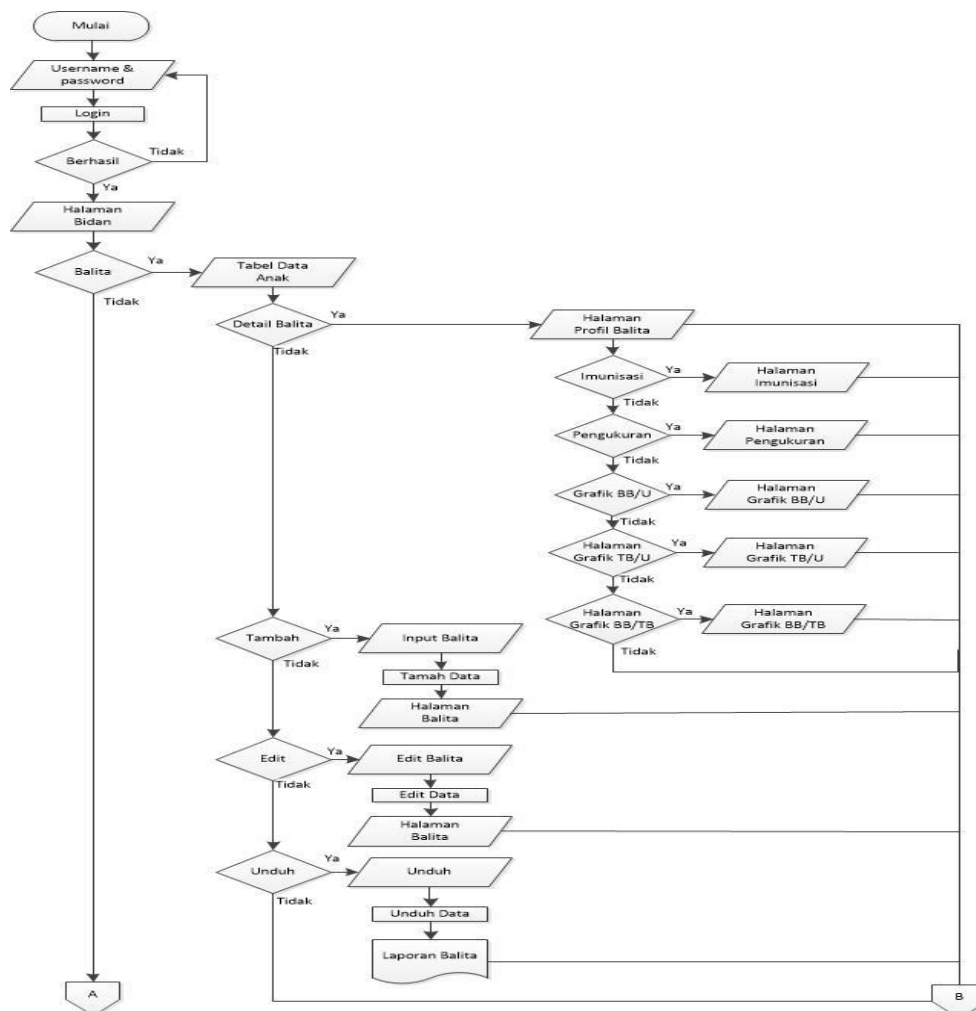 Mulai
Username &
password
Login
Berhasil
Tidak
Ya
Halaman
Bidan
Balita
Ya
Tidak
Tabel Data
Anak
Detail Balita
Ya
Tidak
Halaman
Profil Balita
Imunisasi
Ya
Tidak
Halaman
Imunisasi
Pengukuran
Ya
Tidak
Halaman
Pengukuran
Grafik BB/U
Ya
Tidak
Halaman
Grafik BB/U
Halaman
Grafik TB/U
Ya
Tidak
Halaman
Grafik TB/U
Halaman
Grafik BB/TB
Ya
Tidak
Halaman
Grafik BB/TB
Tambah
Ya
Tidak
Input Balita
Tamah Data
Halaman
Balita
Edit
Ya
Tidak
Edit Balita
Edit Data
Halaman
Balita
Unduh
Ya
Tidak
Unduh
Unduh Data
Laporan Balita
A
B